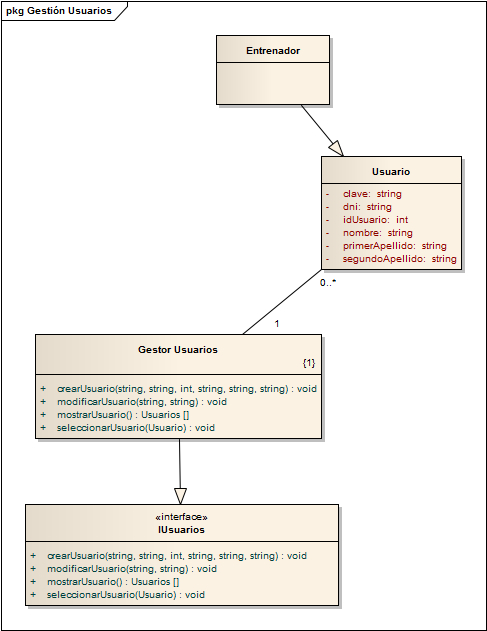 pkg Gestión Usuarios
Entrenador
Usuario
- clave: string
- dni: string
- idUsuario: int
- nombre: string
- primerApellido: string
- segundoApellido: string
0..*
1
Gestor Usuarios
{1}
+ crearUsuario(string, string, int, string, string, string) : void
+ modificarUsuario(string, string) : void
+ mostrarUsuario() : Usuarios []
+ seleccionarUsuario(Usuario) : void
«interface»
IUsuarios
+ crearUsuario(string, string, int, string, string, string) : void
+ modificarUsuario(string, string) : void
+ mostrarUsuario() : Usuarios []
+ seleccionarUsuario(Usuario) : void